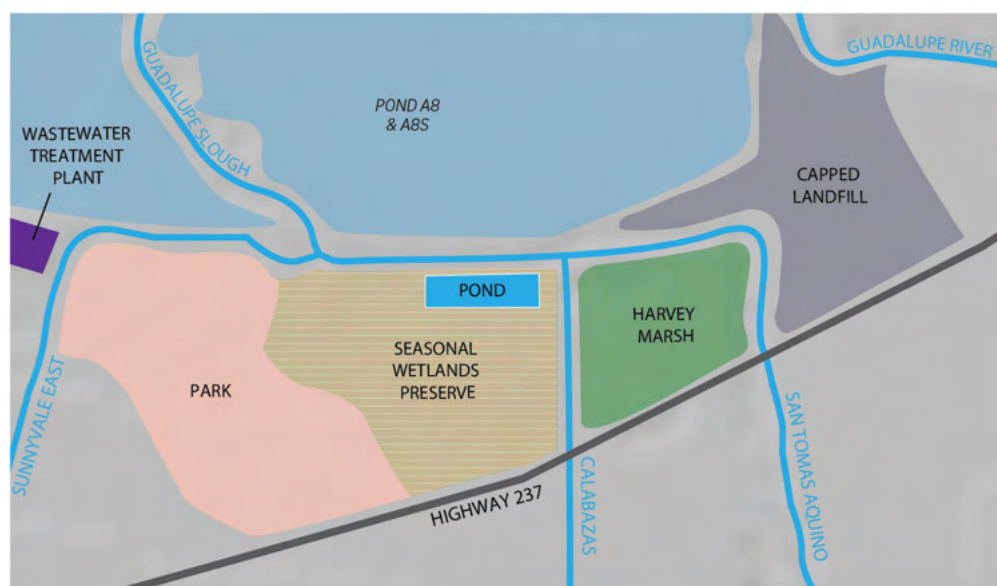 GUADALUPE SLOUGH
GUADALUPE RIVER
POND A8
& A8S
WASTEWATER
TREATMENT
PLANT
CAPPED
LANDFILL
POND
HARVEY
MARSH
SEASONAL
WETLANDS
PRESERVE
PARK
SUNNYVALE EAST
SAN TOMAS AQUINO
CALABAZAS
HIGHWAY 237